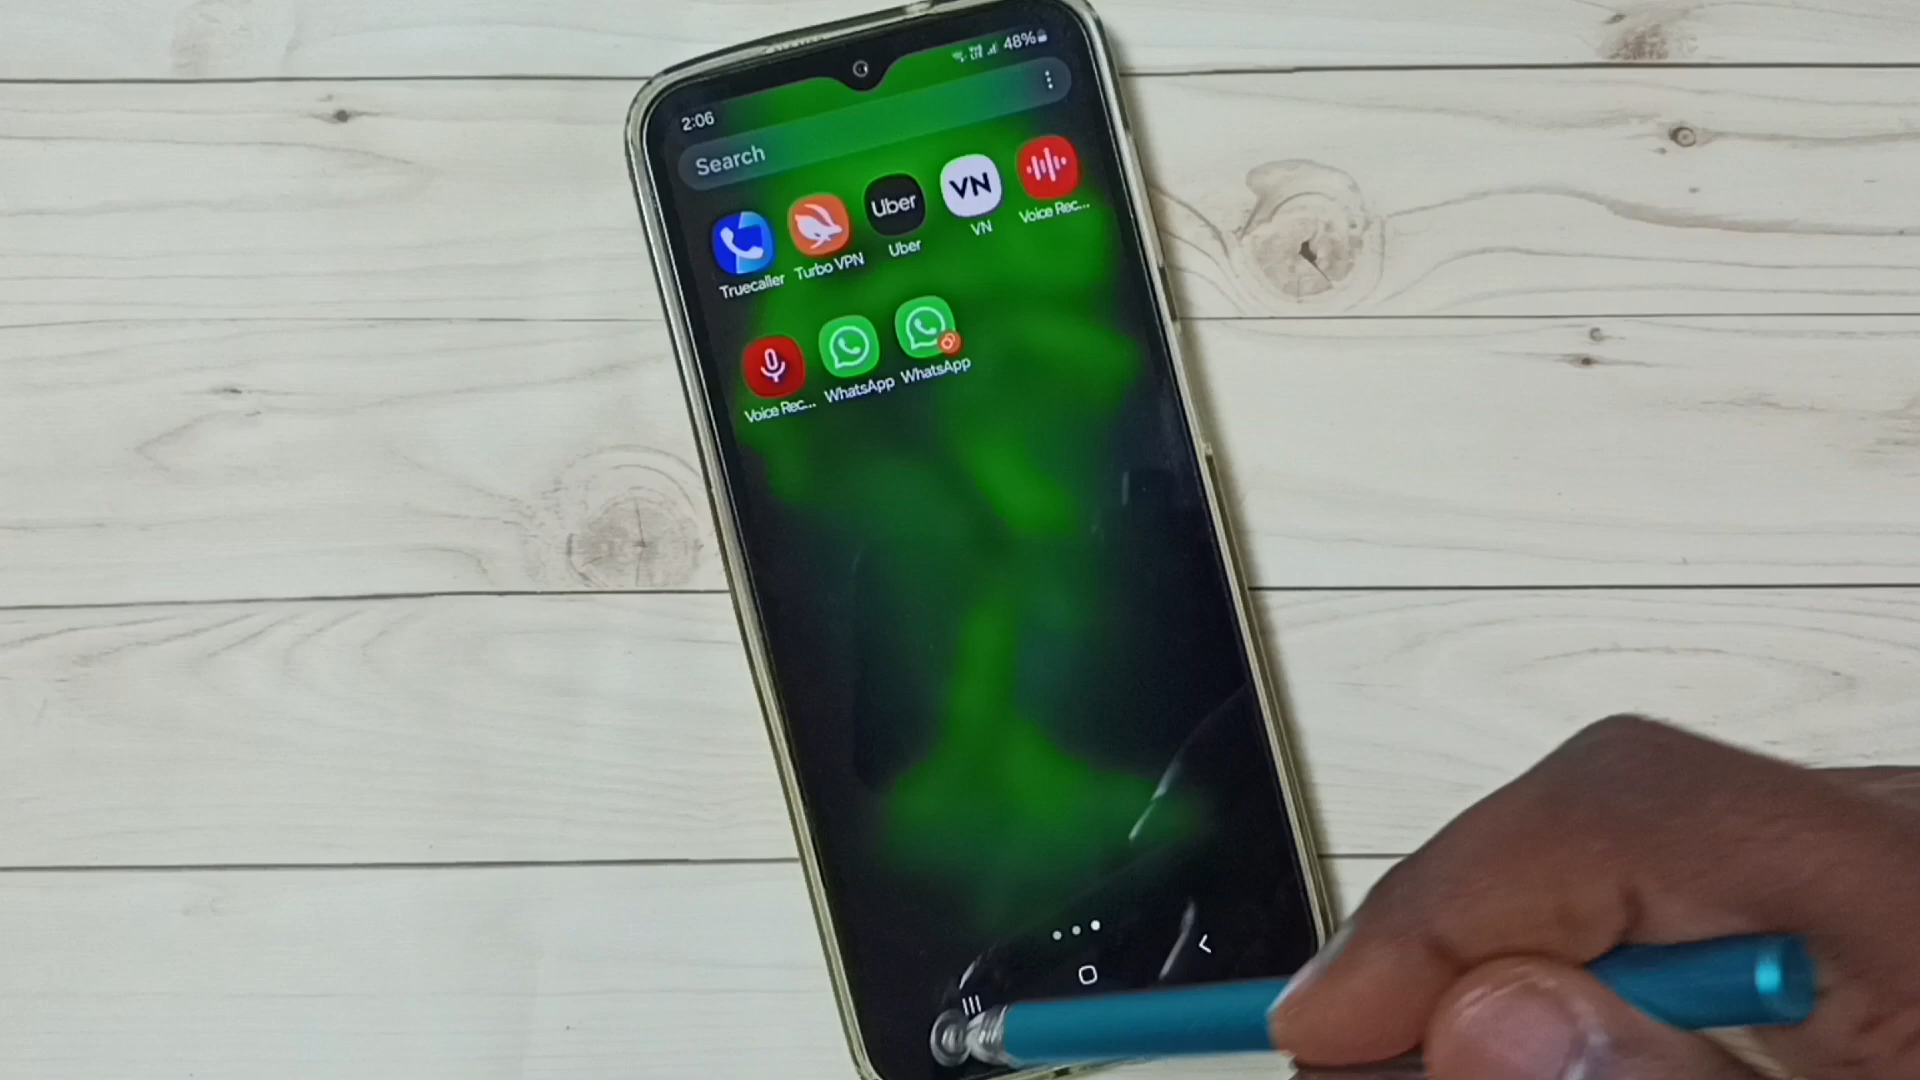 2:06
48%
Search
Uber
VN
Truecaller
Turbo VPN
Uber
VN
Voice Rec...
Voice Rec...
WhatsApp
WhatsApp